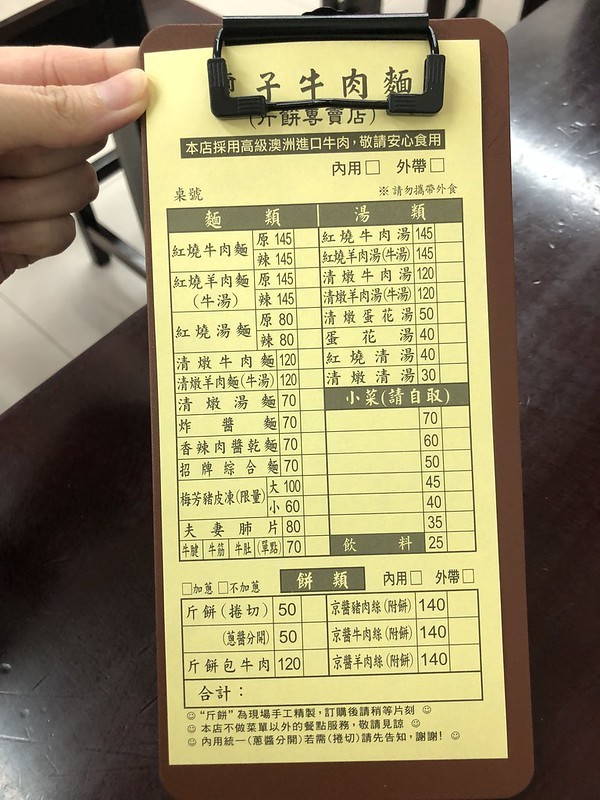 子牛肉麵
(斤餅專賣店)
本店採用高級澳洲進口牛肉,敬請安心食用
內用□ 外帶□
桌號 ※請勿攜帶外食
麵類
紅燒牛肉麵 原 145
辣 145
紅燒羊肉麵(牛湯) 原 145
辣 145
紅燒湯麵 原 80
辣 80
清燉牛肉麵 120
清燉羊肉麵(牛湯) 120
清燉湯麵 70
炸醬麵 70
香辣肉醬乾麵 70
招牌綜合麵 70
梅芳豬皮凍(限量) 大 100
小 60
夫妻肺片 80
牛腱 牛筋 牛肚 (單點) 70
湯類
紅燒牛肉湯 145
紅燒羊肉湯(牛湯) 145
清燉牛肉湯 120
清燉羊肉湯(牛湯) 120
清燉蛋花湯 50
蛋花湯 40
紅燒清湯 40
清燉清湯 30
小菜(請自取)
70
60
50
45
40
35
飲料 25
□加蔥 □不加蔥 餅類 內用□ 外帶□
斤餅(捲切) 50
(蔥醬分開) 50
斤餅包牛肉 120
京醬豬肉絲(附餅) 140
京醬牛肉絲(附餅) 140
京醬羊肉絲(附餅) 140
合計:
☺"斤餅"為現場手工精製,訂購後請稍等片刻 ☺
☺本店不做菜單以外的餐點服務,敬請見諒 ☺
☺內用統一(蔥醬分開)若需(捲切)請先告知,謝謝! ☺